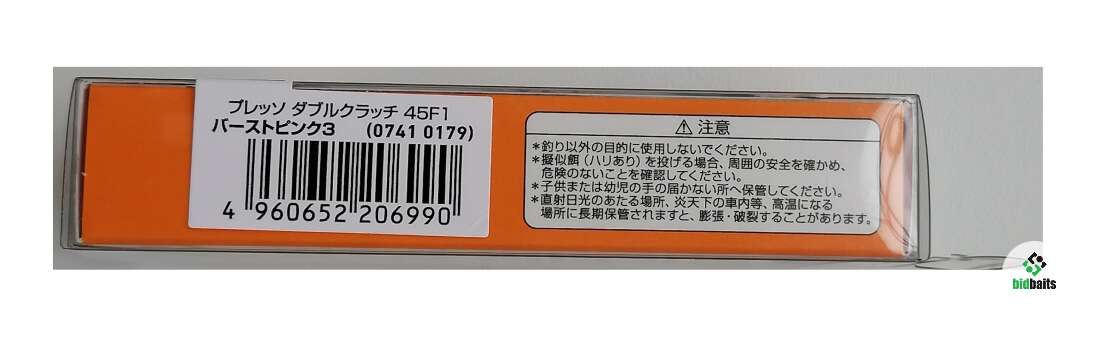 プレッソ ダブルクラッチ 45F1
バーストピンク3 (0741 0179)
4 960652 206990
⚠ 注意
*釣り以外の目的に使用しないでください。
*擬似餌(ハリあり)を投げる場合、周囲の安全を確かめ、
危険のないことを確認してください。
*子供または幼児の手の届かない所へ保管してください。
*直射日光のあたる場所、炎天下の車内等、高温になる
場所に長期保管されますと、膨張・破裂することがあります。
bidbaits